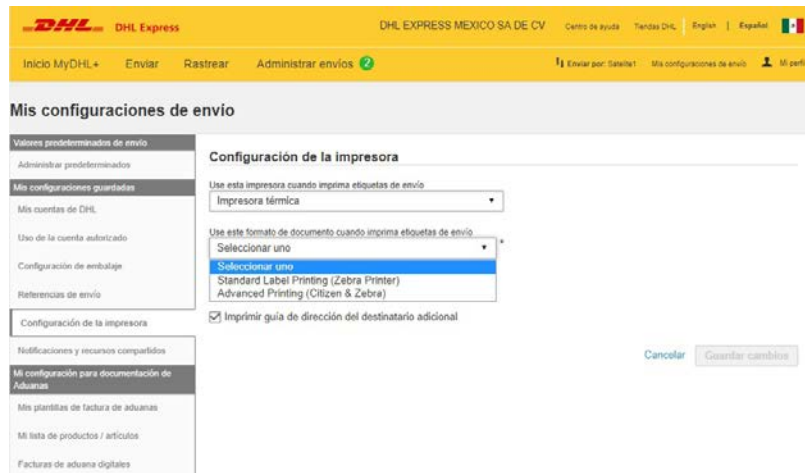 DHL DHL Express
DHL EXPRESS MEXICO SA DE CV
Centro de ayuda Tiendas DHL English | Español
Inicio MyDHL+ Enviar Rastrear Administrar envíos 2
Enviar por: Satelite1 Mis configuraciones de envío Mi perfi
Mis configuraciones de envío
Valores predeterminados de envío
Administrar predeterminados
Mis configuraciones guardadas
Mis cuentas de DHL
Uso de la cuenta autorizado
Configuración de embalaje
Referencias de envío
Configuración de la impresora
Notificaciones y recursos compartidos
Mi configuración para documentación de
Aduanas
Mis plantillas de factura de aduanas
Mi lista de productos / artículos
Facturas de aduana digitales
Configuración de la impresora
Use esta impresora cuando imprima etiquetas de envío
Impresora térmica
Use este formato de documento cuando imprima etiquetas de envío
Seleccionar uno *
Seleccionar uno
Standard Label Printing (Zebra Printer)
Advanced Printing (Citizen & Zebra)
Imprimir guía de dirección del destinatario adicional
Cancelar Guardar cambios